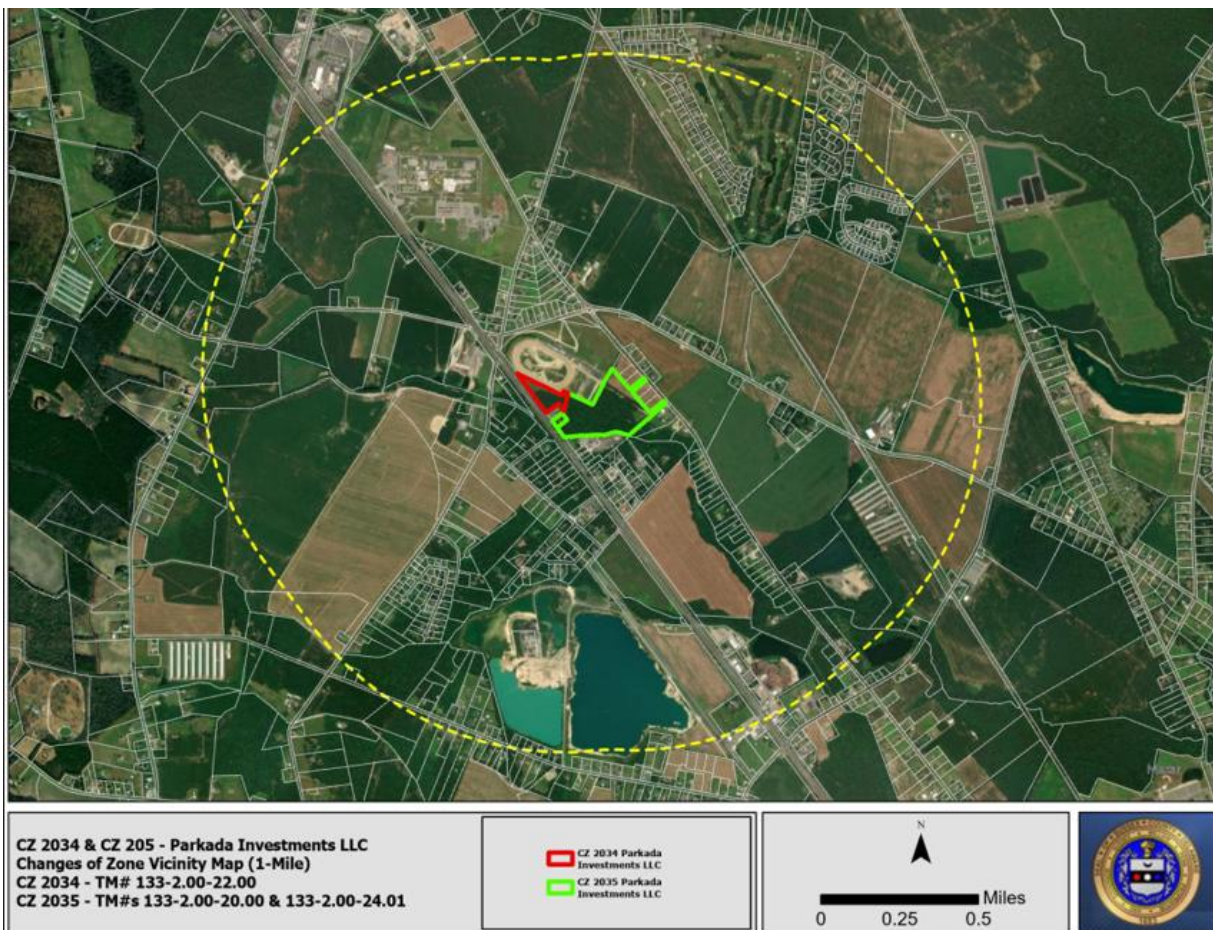 CZ 2034 & CZ 205 - Parkada Investments LLC
Changes of Zone Vicinity Map (1-Mile)
CZ 2034 - TM# 133-2.00-22.00
CZ 2035 - TM#s 133-2.00-20.00 & 133-2.00-24.01
CZ 2034 Parkada
Investments LLC
CZ 2035 Parkada
Investments LLC
N
Miles
0 0.25 0.5